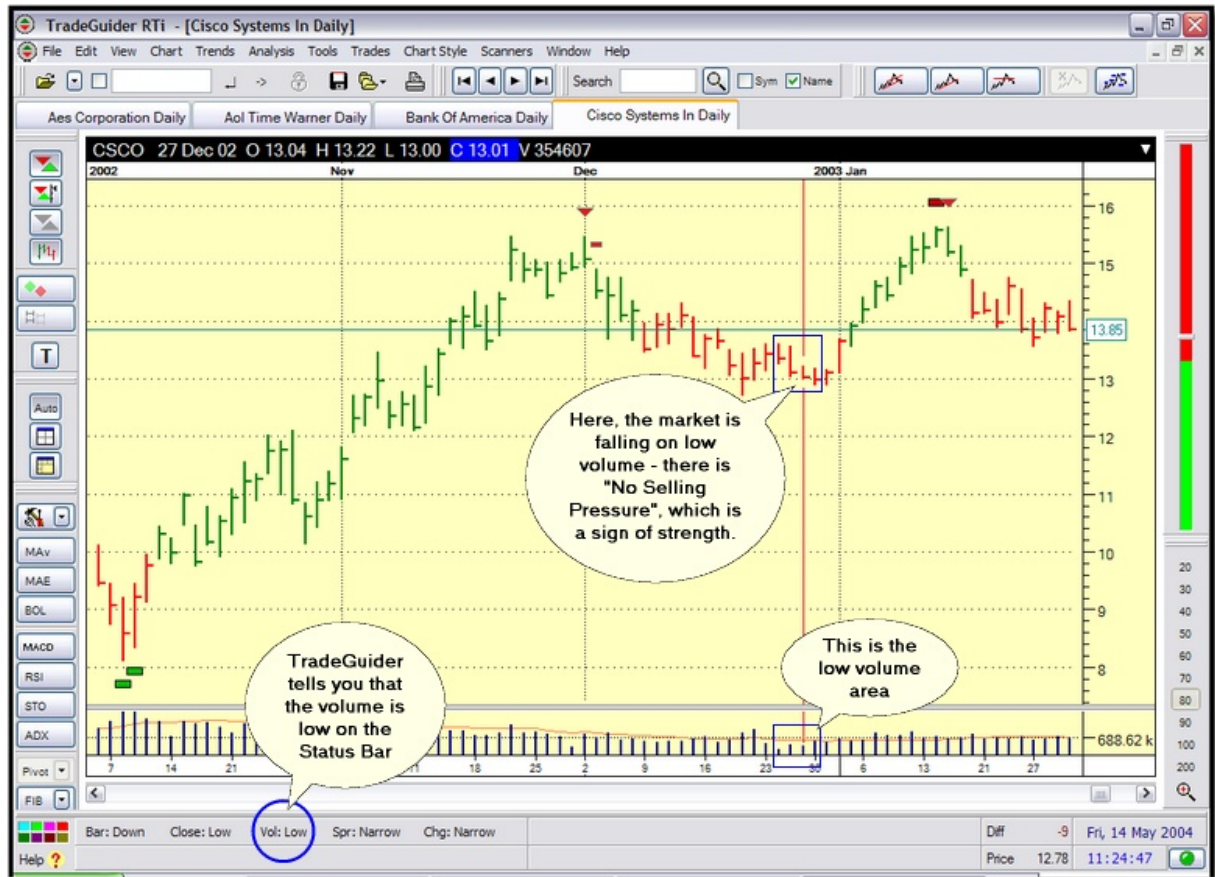 TradeGuider RTi - [Cisco Systems In Daily]
File Edit View Chart Trends Analysis Tools Trades Chart Style Scanners Window Help
Search Sym Name
Aes Corporation Daily Aol Time Warner Daily Bank Of America Daily Cisco Systems In Daily
CSCO 27 Dec 02 O 13.04 H 13.22 L 13.00 C 13.01 V 354607
2002 Nov Dec 2003 Jan
16
15
13.85
13
12
11
10
9
8
688.62 k
Here, the market is
falling on low
volume - there is
"No Selling
Pressure", which is
a sign of strength.
This is the
low volume
area
TradeGuider
tells you that
the volume is
low on the
Status Bar
7 14 21 11 18 25 2 9 16 23 30 6 13 21 27
T
Auto
MAv
MAE
BOL
MACD
RSI
STO
ADX
Pivot
FIB
20
30
40
50
60
70
80
90
100
200
Bar: Down Close: Low Vol: Low Spr: Narrow Chg: Narrow Diff -9 Fri, 14 May 2004
Help ? Price 12.78 11:24:47